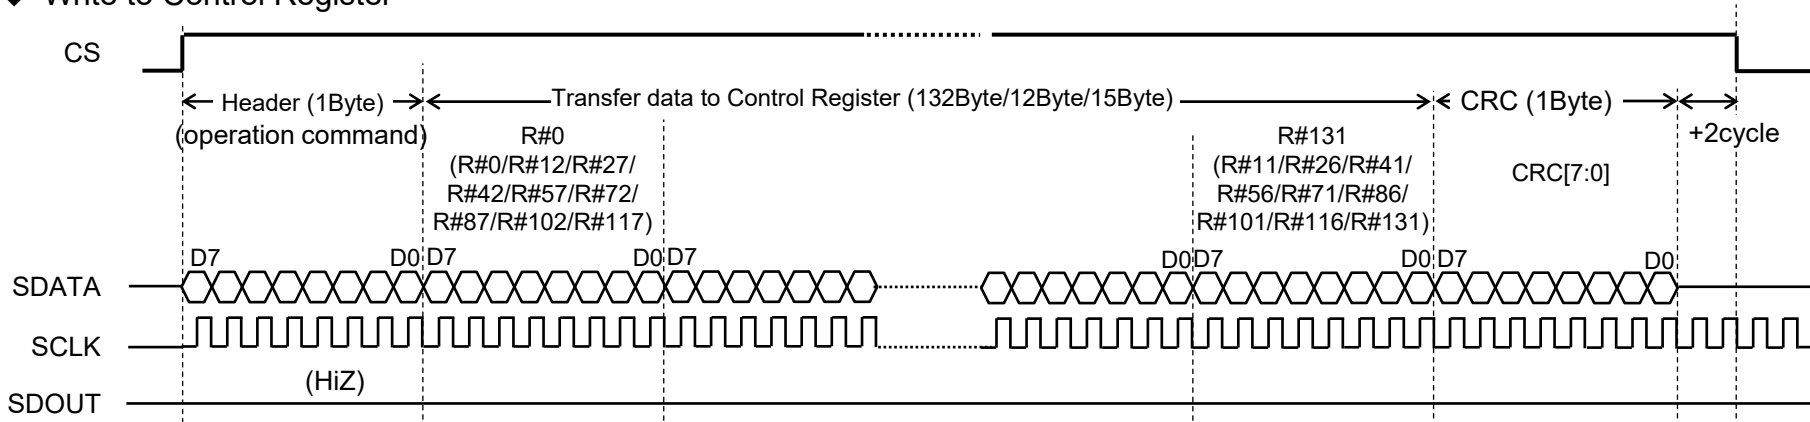 Write to Control Register
CS
Header (1Byte)
(operation command)
Transfer data to Control Register (132Byte/12Byte/15Byte)
CRC (1Byte)
+2cycle
R#0
(R#0/R#12/R#27/
R#42/R#57/R#72/
R#87/R#102/R#117)
R#131
(R#11/R#26/R#41/
R#56/R#71/R#86/
R#101/R#116/R#131)
CRC[7:0]
D7 D0 D7 D0 D7 D0 D7 D0 D7 D0
SDATA
SCLK
(HiZ)
SDOUT